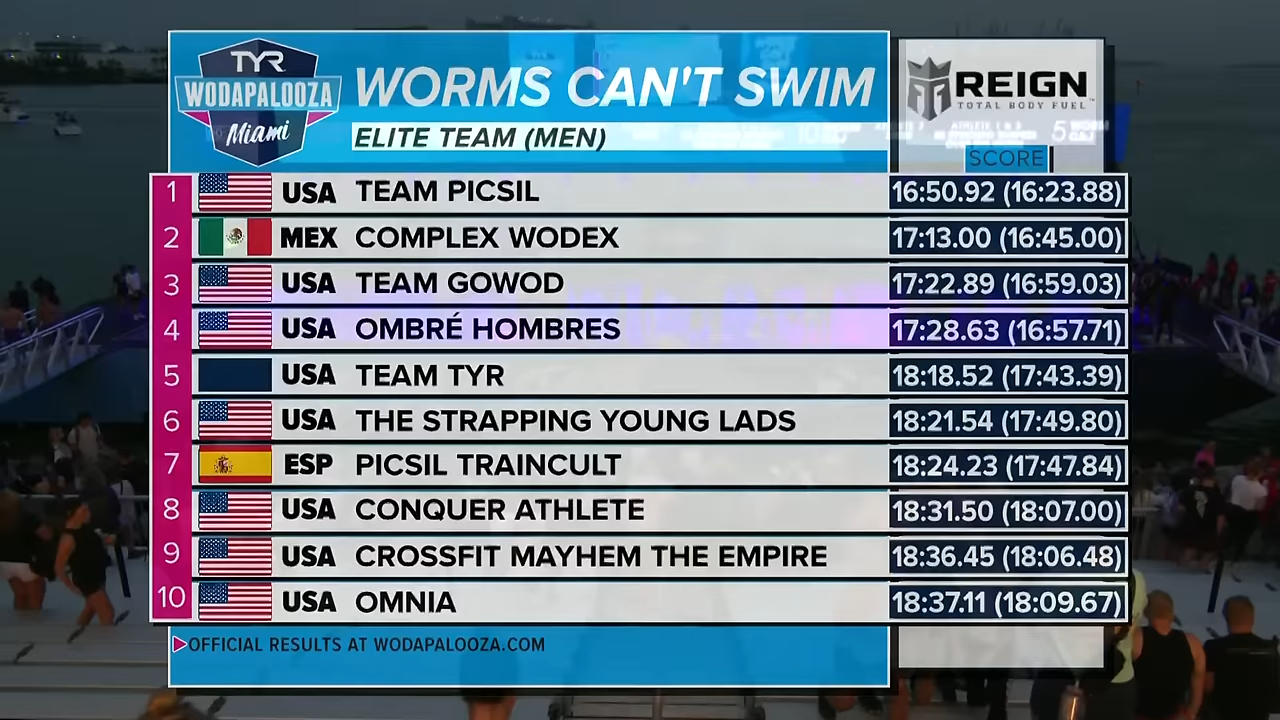 TYR
WODAPALOOZA
Miami
WORMS CAN'T SWIM
ELITE TEAM (MEN)
REIGN
TOTAL BODY FUEL
SCORE
1 USA TEAM PICSIL 16:50.92 (16:23.88)
2 MEX COMPLEX WODEX 17:13.00 (16:45.00)
3 USA TEAM GOWOD 17:22.89 (16:59.03)
4 USA OMBRÉ HOMBRES 17:28.63 (16:57.71)
5 USA TEAM TYR 18:18.52 (17:43.39)
6 USA THE STRAPPING YOUNG LADS 18:21.54 (17:49.80)
7 ESP PICSIL TRAINCULT 18:24.23 (17:47.84)
8 USA CONQUER ATHLETE 18:31.50 (18:07.00)
9 USA CROSSFIT MAYHEM THE EMPIRE 18:36.45 (18:06.48)
10 USA OMNIA 18:37.11 (18:09.67)
OFFICIAL RESULTS AT WODAPALOOZA.COM